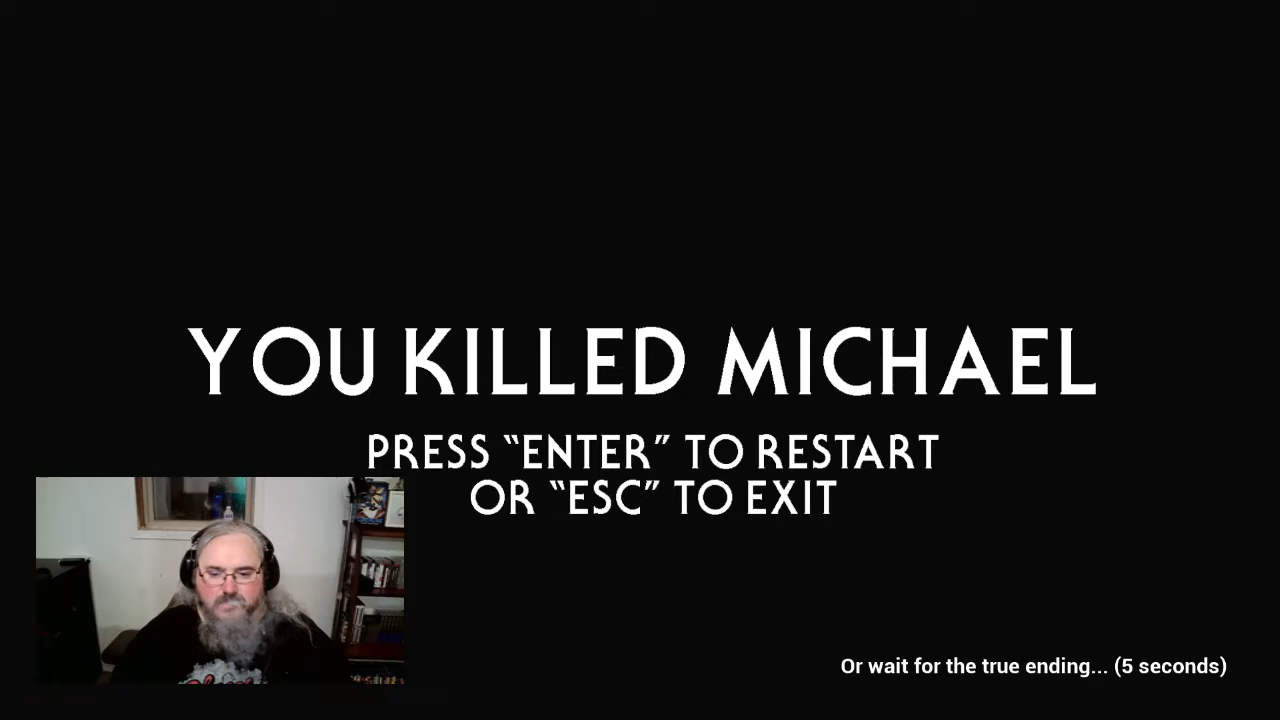 YOU KILLED MICHAEL
PRESS “ENTER” TO RESTART
OR “ESC” TO EXIT
Or wait for the true ending... (5 seconds)